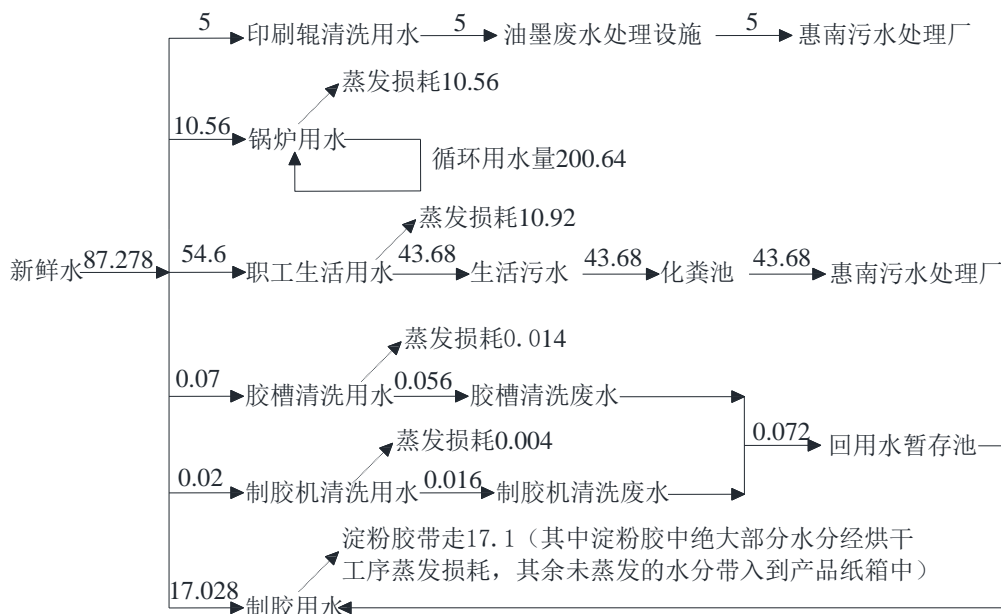 5 印刷辊清洗用水 5 油墨废水处理设施 5 惠南污水处理厂
蒸发损耗10.56
10.56 锅炉用水
循环用水量200.64
蒸发损耗10.92
新鲜水 87.278 54.6 职工生活用水 43.68 生活污水 43.68 化粪池 43.68 惠南污水处理厂
蒸发损耗0.014
0.07 胶槽清洗用水 0.056 胶槽清洗废水
蒸发损耗0.004
0.072 回用水暂存池
0.02 制胶机清洗用水 0.016 制胶机清洗废水
淀粉胶带走17.1（其中淀粉胶中绝大部分水分经烘干
工序蒸发损耗，其余未蒸发的水分带入到产品纸箱中）
17.028 制胶用水